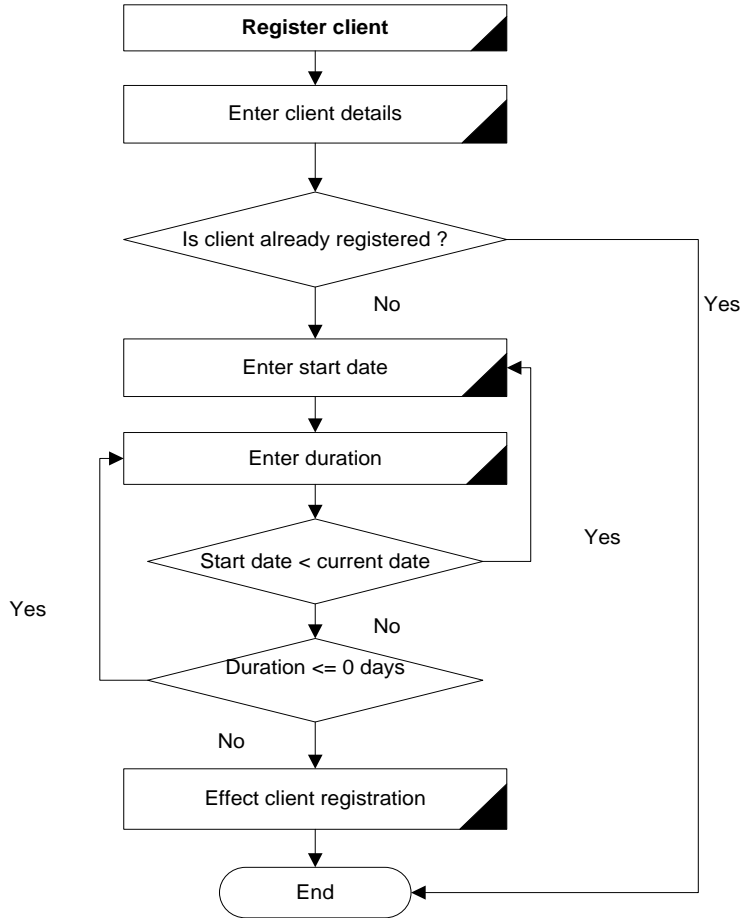 Register client
Enter client details
Is client already registered ?
No
Yes
Enter start date
Enter duration
Yes
Start date < current date
Yes
No
Duration <= 0 days
No
Effect client registration
End